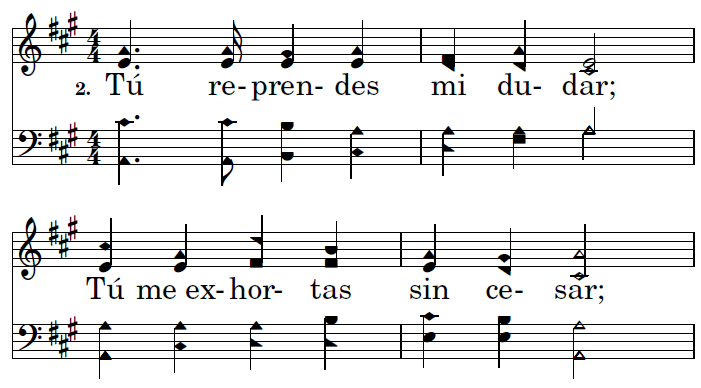 2. Tú re-pren-des mi du-dar;
Tú me ex-hor-tas sin ce-sar;